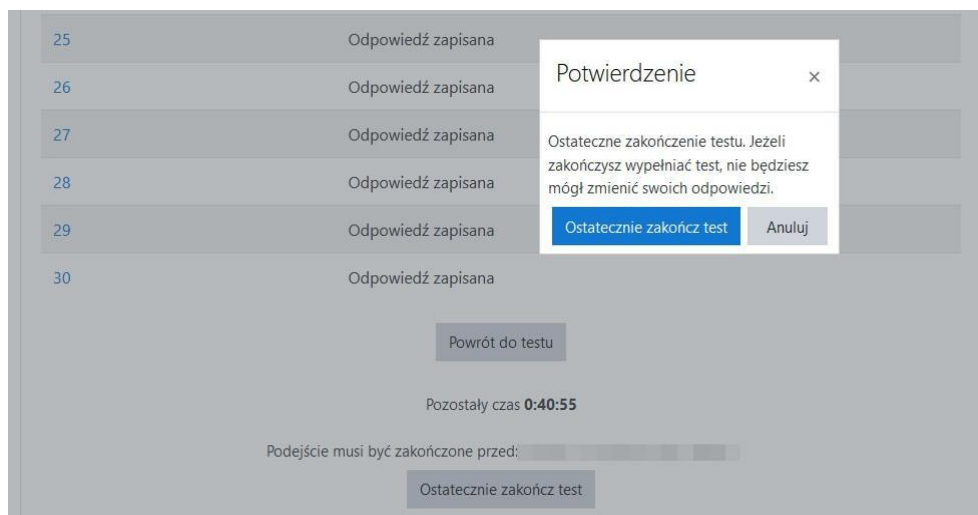 25 Odpowiedź zapisana
26 Odpowiedź zapisana
27 Odpowiedź zapisana
28 Odpowiedź zapisana
29 Odpowiedź zapisana
30 Odpowiedź zapisana
Potwierdzenie ×
Ostateczne zakończenie testu. Jeżeli
zakończysz wypełniać test, nie będziesz
mógł zmienić swoich odpowiedzi.
Ostatecznie zakończ test Anuluj
Powrót do testu
Pozostały czas 0:40:55
Podejście musi być zakończone przed:
Ostatecznie zakończ test